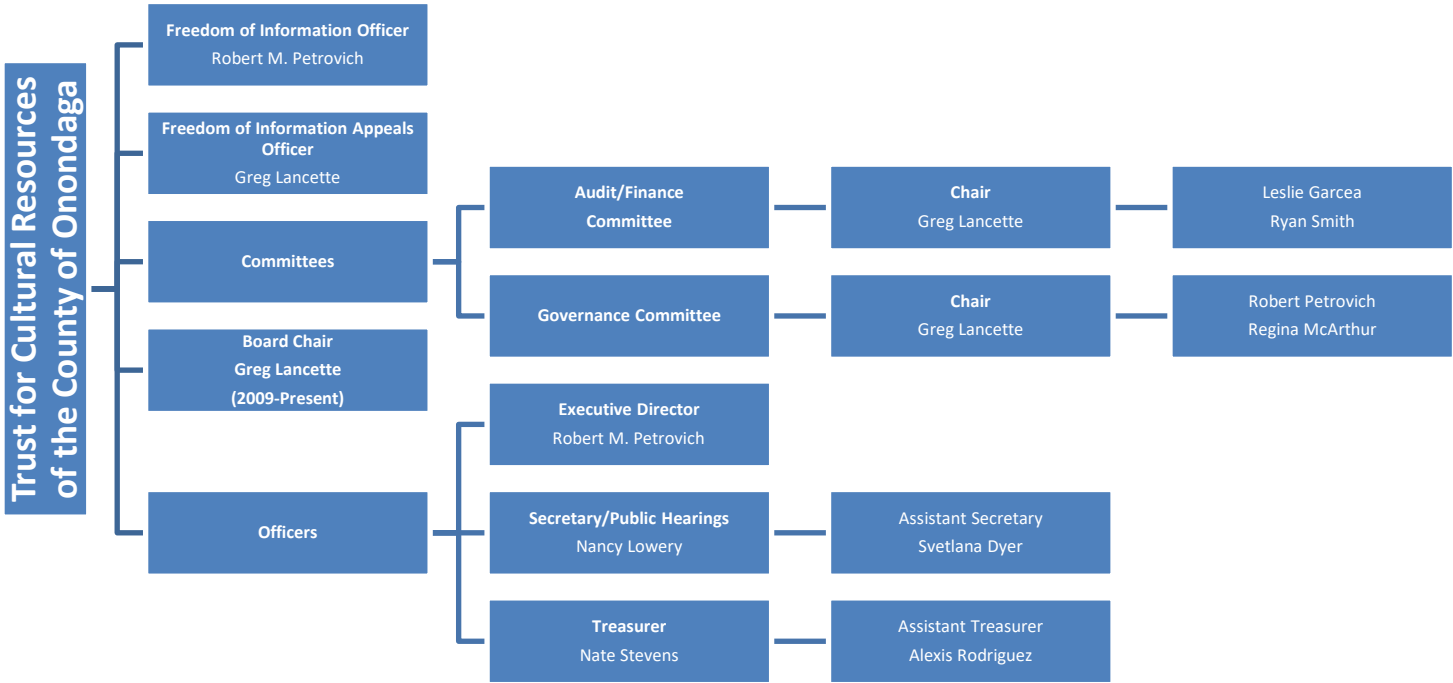 Trust for Cultural Resources
of the County of Onondaga
Freedom of Information Officer
Robert M. Petrovich
Freedom of Information Appeals
Officer
Greg Lancette
Committees
Audit/Finance
Committee
Chair
Greg Lancette
Leslie Garcea
Ryan Smith
Governance Committee
Chair
Greg Lancette
Robert Petrovich
Regina McArthur
Board Chair
Greg Lancette
(2009-Present)
Officers
Executive Director
Robert M. Petrovich
Secretary/Public Hearings
Nancy Lowery
Assistant Secretary
Svetlana Dyer
Treasurer
Nate Stevens
Assistant Treasurer
Alexis Rodriguez